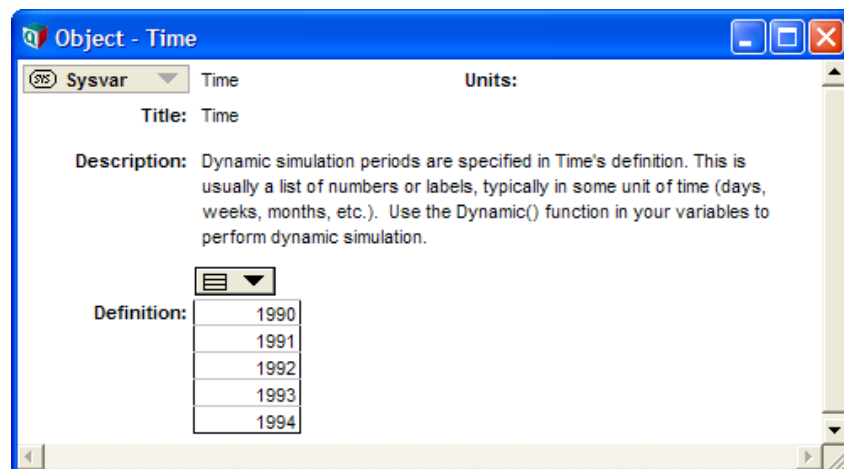 Object - Time
Sysvar Time Units:
Title: Time
Description: Dynamic simulation periods are specified in Time's definition. This is
usually a list of numbers or labels, typically in some unit of time (days,
weeks, months, etc.). Use the Dynamic() function in your variables to
perform dynamic simulation.
Definition: 1990
1991
1992
1993
1994